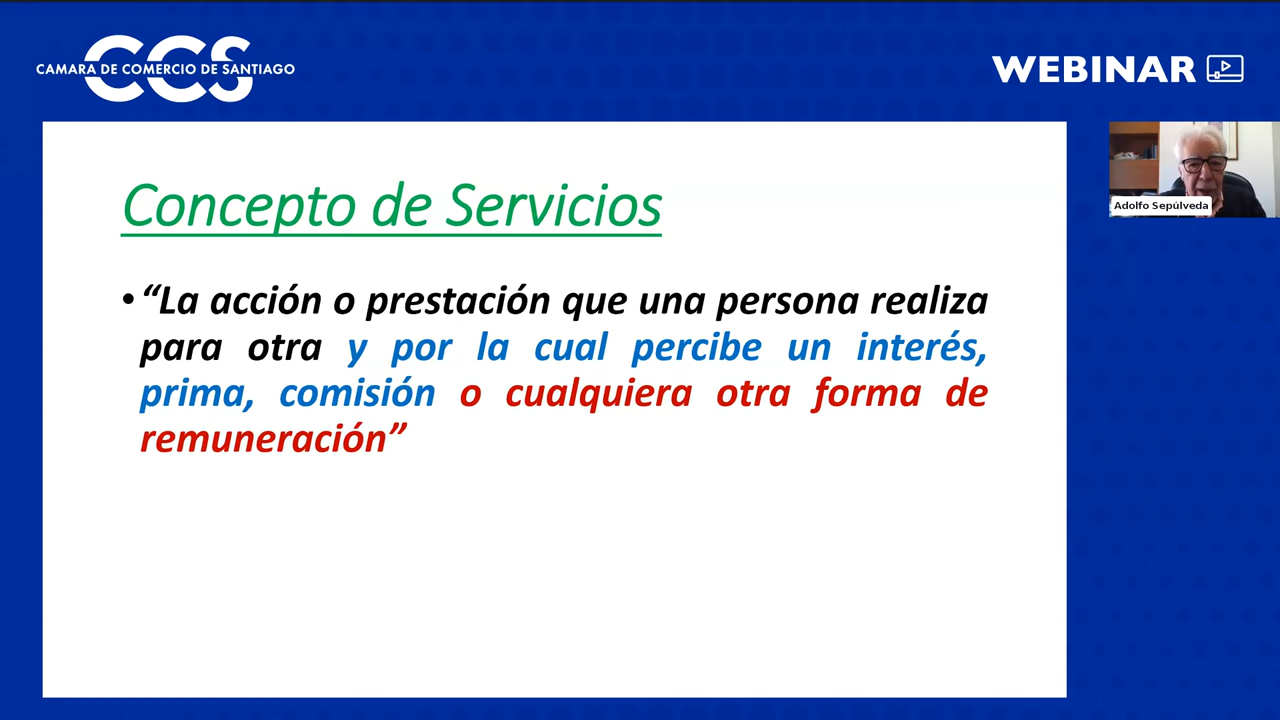 CCS
CAMARA DE COMERCIO DE SANTIAGO
WEBINAR
Adolfo Sepúlveda
Concepto de Servicios
• “La acción o prestación que una persona realiza
para otra y por la cual percibe un interés,
prima, comisión o cualquiera otra forma de
remuneración”